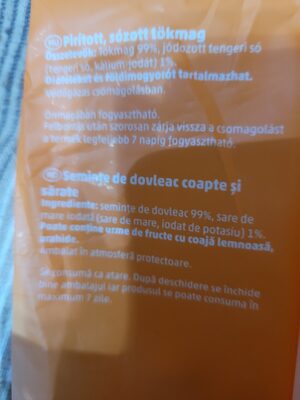 HU Pirított, sózott tökmag
Összetevők: tökmag 99%, jódozott tengeri só
(tengeri só, kálium-jodát) 1%.
Dióféléket és földimogyorót tartalmazhat.
Védőgázas csomagolásban.
Önmagában fogyasztható.
Felbontás után szorosan zárja vissza a csomagolást
a termék legfeljebb 7 napig fogyasztható.
Semințe de dovleac coapte și
sărate
Ingrediente: semințe de dovleac 99%, sare de
mare iodată (sare de mare, iodat de potasiu) 1%.
Poate conține urme de fructe cu coajă lemnoasă,
arahide.
Ambalat în atmosferă protectoare.
Se consumă ca atare. După deschidere se închide
bine ambalajul iar produsul se poate consuma în
maximum 7 zile.